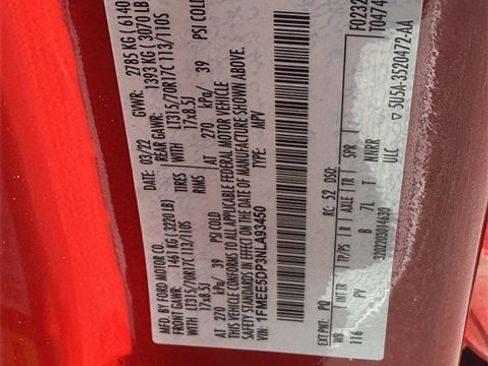 MFD. BY FORD MOTOR CO.
DATE: 03/22 GVWR: 2785 KG ( 6140
FRONT GAWR: 1461 KG (3220 LB) REAR GAWR: 1393 KG ( 3070 LB
LT315/70R17C 113/110S TIRES WITH LT315/70R17C 113/110S
17x8.5J RIMS 17x8.5J
AT 270 kPa/ 39 PSI COLD AT 270 kPa/ 39 PSI COLD
THIS VEHICLE CONFORMS TO ALL APPLICABLE FEDERAL MOTOR VEHICLE
SAFETY STANDARDS IN EFFECT ON THE DATE OF MANUFACTURE SHOWN ABOVE.
VIN: 1FMEE5DP3NLA93450 TYPE: MPV
F0232
T0474
EXT PNT: PQ RC: 52 DSO:
WB TP/PS R AXLE TR SPR
116 PV B 7L T NRKR
ULC
5U5A-3520472-AA